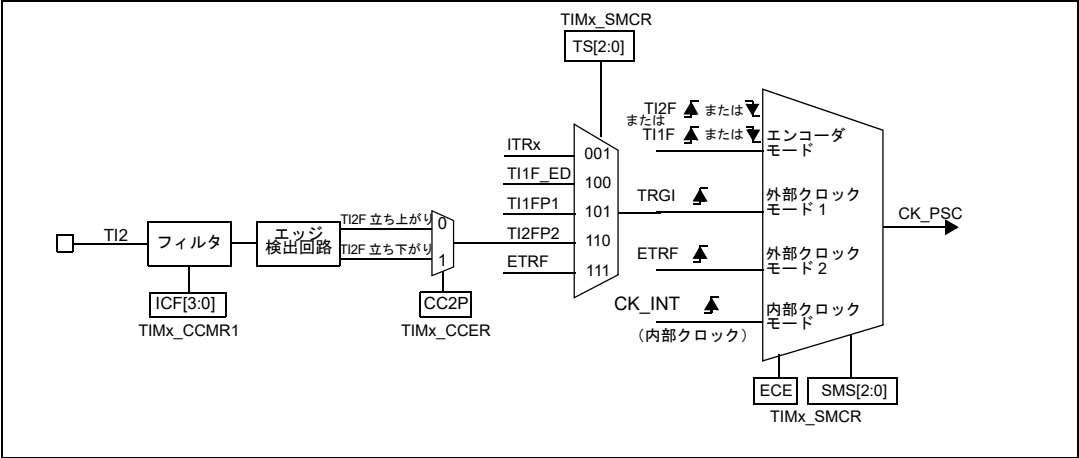 TIMx_SMCR
TS[2:0]
TI2F または
または
TI1F または
エンコーダ
モード
ITRx
001
TI1F_ED
100
TI1FP1
101
TI2FP2
110
ETRF
111
TRGI
外部クロック
モード 1
CK_PSC
ETRF
外部クロック
モード 2
CK_INT
(内部クロック)
内部クロック
モード
TI2
フィルタ
エッジ
検出回路
TI2F 立ち上がり
0
TI2F 立ち下がり
1
ICF[3:0]
TIMx_CCMR1
CC2P
TIMx_CCER
ECE
SMS[2:0]
TIMx_SMCR